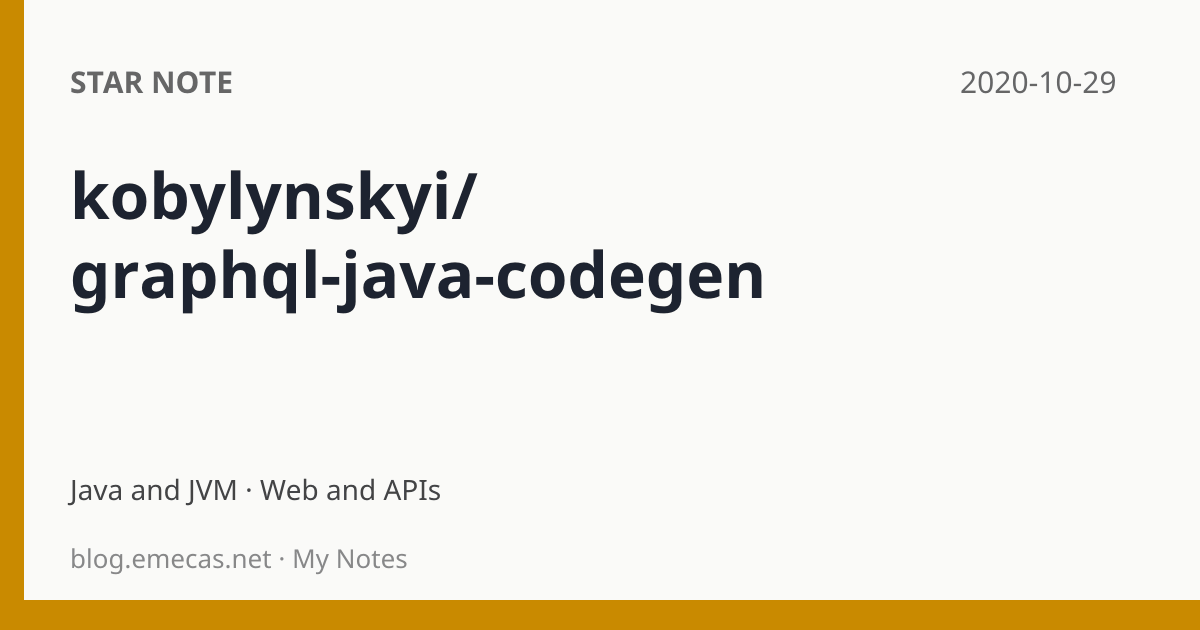 STAR NOTE
2020-10-29
kobylynskyi/
graphql-java-codegen
Java and JVM · Web and APIs
blog.emecas.net · My Notes